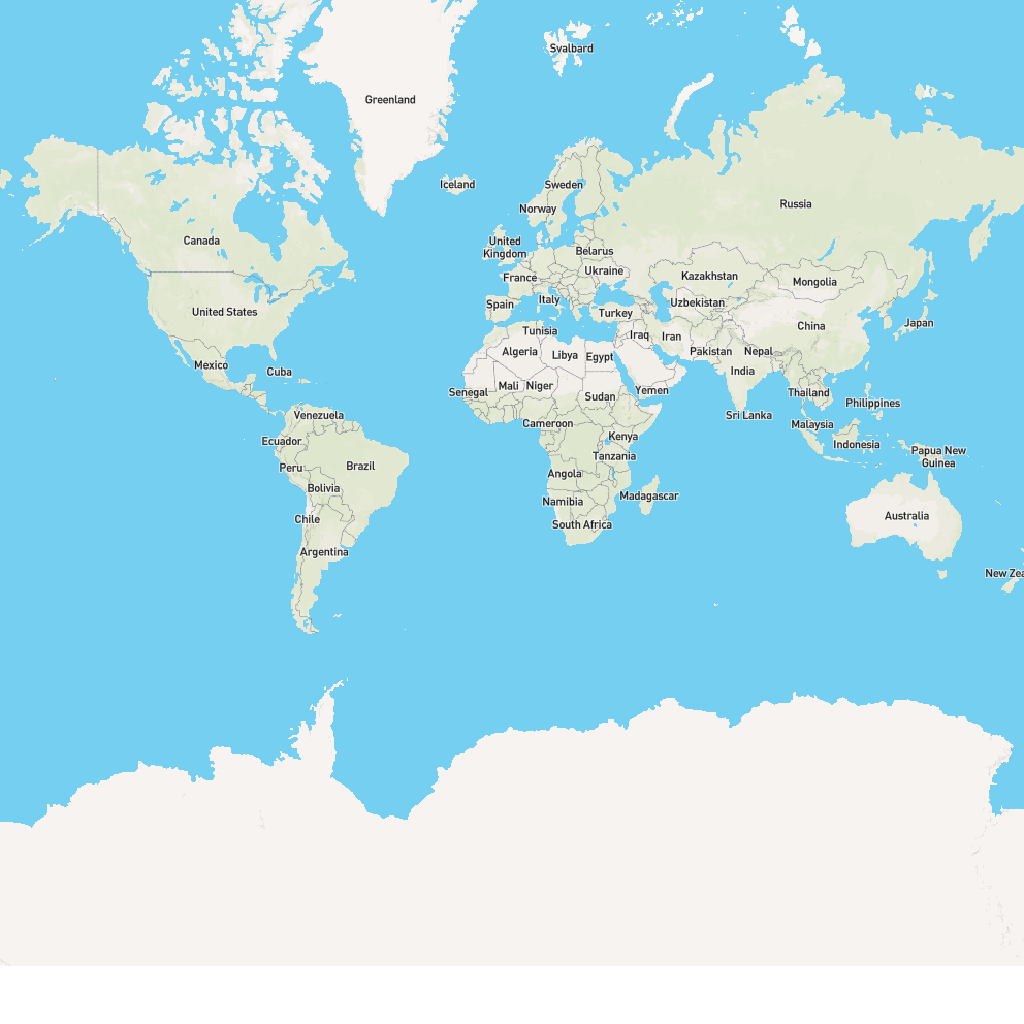 Svalbard
Greenland
Iceland
Sweden
Norway
Russia
Canada
United
Kingdom
Belarus
Ukraine
France
Kazakhstan
Mongolia
Spain
Italy
Uzbekistan
United States
Turkey
China
Japan
Tunisia
Iraq
Iran
Algeria
Libya
Egypt
Pakistan
Nepal
Mexico
Cuba
India
Senegal
Mali
Niger
Sudan
Yemen
Thailand
Philippines
Venezuela
Cameroon
Sri Lanka
Malaysia
Ecuador
Kenya
Indonesia
Papua New
Guinea
Peru
Brazil
Tanzania
Angola
Bolivia
Namibia
Madagascar
Chile
South Africa
Australia
Argentina
New Zea